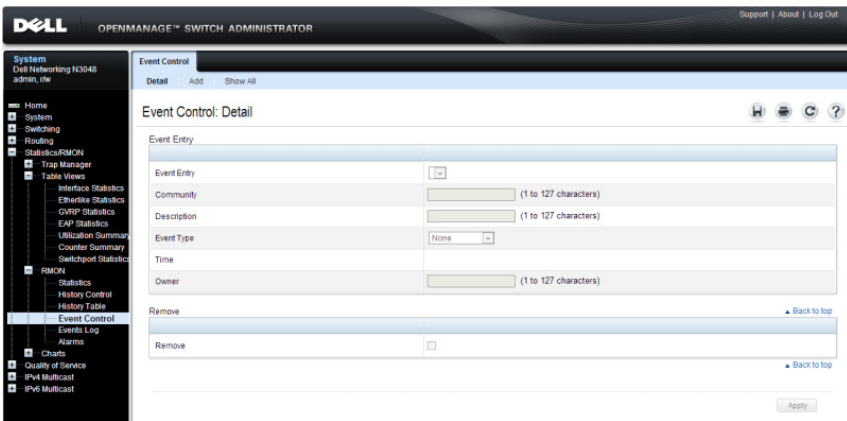 Support | About | Log Out
DELL OPENMANAGE™ SWITCH ADMINISTRATOR
System
Dell Networking N3048
admin, r/w
Home
System
Switching
Routing
Statistics/RMON
Trap Manager
Table Views
Interface Statistics
Etherlike Statistics
GVRP Statistics
EAP Statistics
Utilization Summary
Counter Summary
Switchport Statistics
RMON
Statistics
History Control
History Table
Event Control
Events Log
Alarms
Charts
Quality of Service
IPv4 Multicast
IPv6 Multicast
Event Control
Detail Add Show All
Event Control: Detail
Event Entry
Event Entry
Community (1 to 127 characters)
Description (1 to 127 characters)
Event Type None
Time
Owner (1 to 127 characters)
Remove ▲ Back to top
Remove
▲ Back to top
Apply